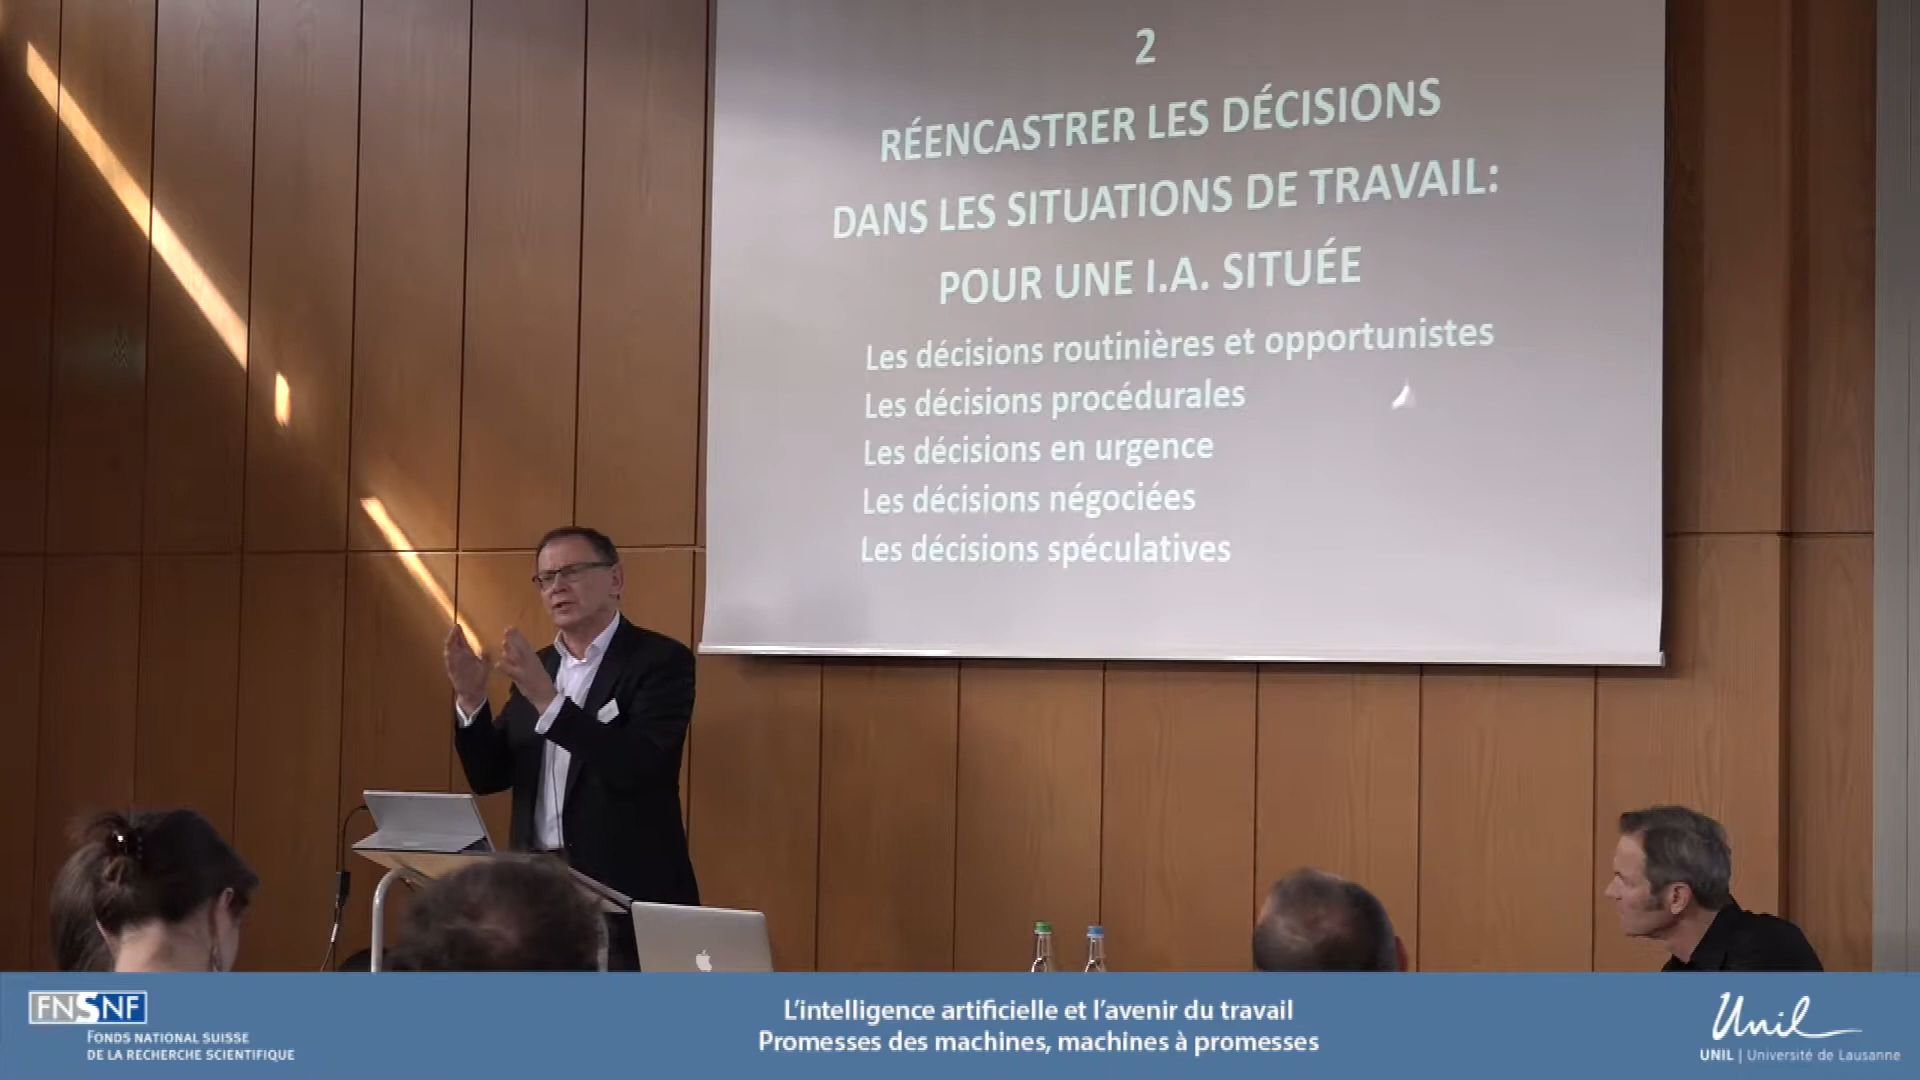 2
RÉENCASTRER LES DÉCISIONS
DANS LES SITUATIONS DE TRAVAIL:
POUR UNE I.A. SITUÉE
Les décisions routinières et opportunistes
Les décisions procédurales
Les décisions en urgence
Les décisions négociées
Les décisions spéculatives
FNSNF
FONDS NATIONAL SUISSE
DE LA RECHERCHE SCIENTIFIQUE
L'intelligence artificielle et l'avenir du travail
Promesses des machines, machines à promesses
Unil
UNIL | Université de Lausanne